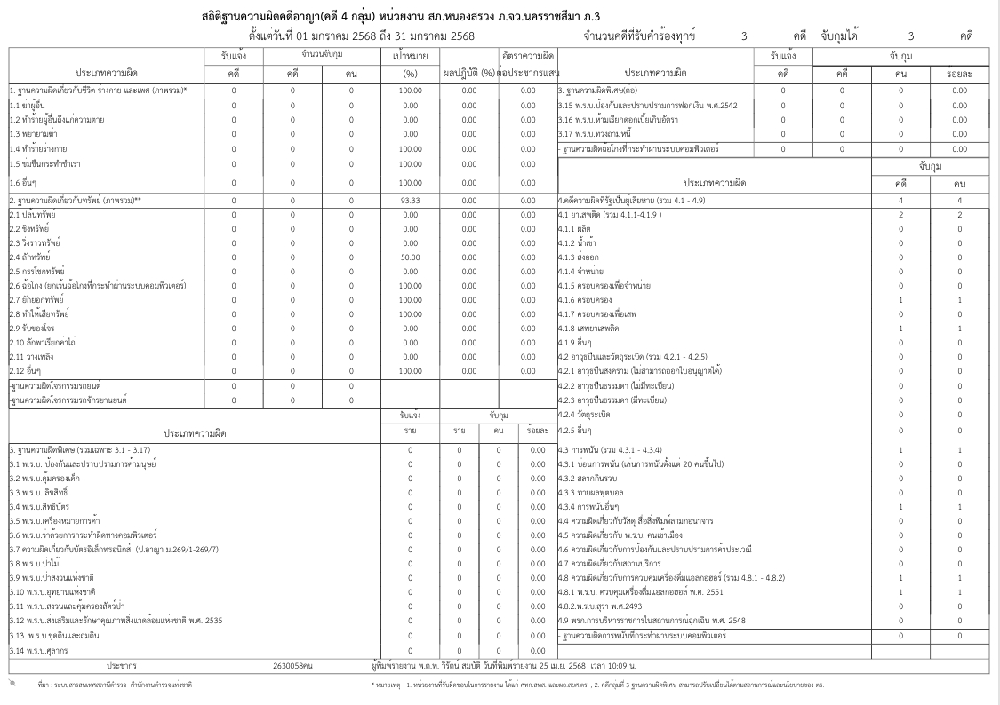 สถิติฐานความผิดคดีอาญา(คดี 4 กลุ่ม) หน่วยงาน สภ.หนองสรวง ภ.จว.นครราชสีมา ภ.3
ตั้งแต่วันที่ 01 มกราคม 2568 ถึง 31 มกราคม 2568 จำนวนคดีที่รับคำร้องทุกข์ 3 คดี จับกุมได้ 3 คดี
ประเภทความผิด รับแจ้ง จำนวนจับกุม เป้าหมาย อัตราความผิด
คดี คดี คน (%) ผลปฏิบัติ (%) ต่อประชากรแสน
1. ฐานความผิดเกี่ยวกับชีวิต ร่างกาย และเพศ (ภาพรวม)* 0 0 0 100.00 0.00 0.00
1.1 ฆ่าผู้อื่น 0 0 0 0.00 0.00 0.00
1.2 ทำร้ายผู้อื่นถึงแก่ความตาย 0 0 0 0.00 0.00 0.00
1.3 พยายามฆ่า 0 0 0 0.00 0.00 0.00
1.4 ทำร้ายร่างกาย 0 0 0 100.00 0.00 0.00
1.5 ข่มขืนกระทำชำเรา 0 0 0 100.00 0.00 0.00
1.6 อื่นๆ 0 0 0 100.00 0.00 0.00
2. ฐานความผิดเกี่ยวกับทรัพย์ (ภาพรวม)** 0 0 0 93.33 0.00 0.00
2.1 ปล้นทรัพย์ 0 0 0 0.00 0.00 0.00
2.2 ชิงทรัพย์ 0 0 0 0.00 0.00 0.00
2.3 วิ่งราวทรัพย์ 0 0 0 0.00 0.00 0.00
2.4 ลักทรัพย์ 0 0 0 50.00 0.00 0.00
2.5 กรรโชกทรัพย์ 0 0 0 0.00 0.00 0.00
2.6 ฉ้อโกง (ยกเว้นฉ้อโกงที่กระทำผ่านระบบคอมพิวเตอร์) 0 0 0 100.00 0.00 0.00
2.7 ยักยอกทรัพย์ 0 0 0 100.00 0.00 0.00
2.8 ทำให้เสียทรัพย์ 0 0 0 100.00 0.00 0.00
2.9 รับของโจร 0 0 0 0.00 0.00 0.00
2.10 ลักพาเรียกค่าไถ่ 0 0 0 0.00 0.00 0.00
2.11 วางเพลิง 0 0 0 0.00 0.00 0.00
2.12 อื่นๆ 0 0 0 100.00 0.00 0.00
-ฐานความผิดโจรกรรมรถยนต์ 0 0 0
-ฐานความผิดโจรกรรมรถจักรยานยนต์ 0 0 0
ประเภทความผิด รับแจ้ง จับกุม
ราย ราย คน ร้อยละ
3. ฐานความผิดพิเศษ (รวมเฉพาะ 3.1 - 3.17) 0 0 0 0.00
3.1 พ.ร.บ. ป้องกันและปราบปรามการค้ามนุษย์ 0 0 0 0.00
3.2 พ.ร.บ.คุ้มครองเด็ก 0 0 0 0.00
3.3 พ.ร.บ. ลิขสิทธิ์ 0 0 0 0.00
3.4 พ.ร.บ.สิทธิบัตร 0 0 0 0.00
3.5 พ.ร.บ.เครื่องหมายการค้า 0 0 0 0.00
3.6 พ.ร.บ.ว่าด้วยการกระทำผิดทางคอมพิวเตอร์ 0 0 0 0.00
3.7 ความผิดเกี่ยวกับบัตรอิเล็กทรอนิกส์ (ป.อาญา ม.269/1-269/7) 0 0 0 0.00
3.8 พ.ร.บ.ป่าไม้ 0 0 0 0.00
3.9 พ.ร.บ.ป่าสงวนแห่งชาติ 0 0 0 0.00
3.10 พ.ร.บ.อุทยานแห่งชาติ 0 0 0 0.00
3.11 พ.ร.บ.สงวนและคุ้มครองสัตว์ป่า 0 0 0 0.00
3.12 พ.ร.บ.ส่งเสริมและรักษาคุณภาพสิ่งแวดล้อมแห่งชาติ พ.ศ. 2535 0 0 0 0.00
3.13. พ.ร.บ.ขุดดินและถมดิน 0 0 0 0.00
3.14 พ.ร.บ.ศุลากร 0 0 0 0.00
ประเภทความผิด รับแจ้ง จับกุม
คดี คดี คน ร้อยละ
3. ฐานความผิดพิเศษ(ต่อ) 0 0 0 0.00
3.15 พ.ร.บ.ป้องกันและปราบปรามการฟอกเงิน พ.ศ.2542 0 0 0 0.00
3.16 พ.ร.บ.ห้ามเรียกดอกเบี้ยเกินอัตรา 0 0 0 0.00
3.17 พ.ร.บ.ทวงถามหนี้ 0 0 0 0.00
- ฐานความผิดฉ้อโกงที่กระทำผ่านระบบคอมพิวเตอร์ 0 0 0 0.00
ประเภทความผิด จับกุม
คดี คน
4.คดีความผิดที่รัฐเป็นผู้เสียหาย (รวม 4.1 - 4.9) 4 4
4.1 ยาเสพติด (รวม 4.1.1-4.1.9 ) 2 2
4.1.1 ผลิต 0 0
4.1.2 นำเข้า 0 0
4.1.3 ส่งออก 0 0
4.1.4 จำหน่าย 0 0
4.1.5 ครอบครองเพื่อจำหน่าย 0 0
4.1.6 ครอบครอง 1 1
4.1.7 ครอบครองเพื่อเสพ 0 0
4.1.8 เสพยาเสพติด 1 1
4.1.9 อื่นๆ 0 0
4.2 อาวุธปืนและวัตถุระเบิด (รวม 4.2.1 - 4.2.5) 0 0
4.2.1 อาวุธปืนสงคราม (ไม่สามารถออกใบอนุญาตได้) 0 0
4.2.2 อาวุธปืนธรรมดา (ไม่มีทะเบียน) 0 0
4.2.3 อาวุธปืนธรรมดา (มีทะเบียน) 0 0
4.2.4 วัตถุระเบิด 0 0
4.2.5 อื่นๆ 0 0
4.3 การพนัน (รวม 4.3.1 - 4.3.4) 1 1
4.3.1 บ่อนการพนัน (เล่นการพนันตั้งแต่ 20 คนขึ้นไป) 0 0
4.3.2 สลากกินรวบ 0 0
4.3.3 ทายผลฟุตบอล 0 0
4.3.4 การพนันอื่นๆ 1 1
4.4 ความผิดเกี่ยวกับวัสดุ สื่อสิ่งพิมพ์ลามกอนาจาร 0 0
4.5 ความผิดเกี่ยวกับ พ.ร.บ. คนเข้าเมือง 0 0
4.6 ความผิดเกี่ยวกับการป้องกันและปราบปรามการค้าประเวณี 0 0
4.7 ความผิดเกี่ยวกับสถานบริการ 0 0
4.8 ความผิดเกี่ยวกับการควบคุมเครื่องดื่มแอลกอฮอร์ (รวม 4.8.1 - 4.8.2) 1 1
4.8.1 พ.ร.บ. ควบคุมเครื่องดื่มแอลกอฮอล์ พ.ศ. 2551 1 1
4.8.2.พ.ร.บ.สุรา พ.ศ.2493 0 0
4.9 พรก.การบริหารราชการในสถานการณ์ฉุกเฉิน พ.ศ. 2548 0 0
- ฐานความผิดการพนันที่กระทำผ่านระบบคอมพิวเตอร์ 0 0
ประชากร 2630058คน ผู้พิมพ์รายงาน พ.ต.ท. วิรัตน์ สมบัติ วันที่พิมพ์รายงาน 25 เม.ย. 2568 เวลา 10:09 น.
ที่มา : ระบบสารสนเทศสถานีตำรวจ สำนักงานตำรวจแห่งชาติ * หมายเหตุ 1. หน่วยงานที่รับผิดชอบในการรายงาน ได้แก่ ศทก.สทส. และผอ.สยศ.ตร. , 2. คดีกลุ่มที่ 3 ฐานความผิดพิเศษ สามารถปรับเปลี่ยนได้ตามสถานการณ์และนโยบายของ ตร.